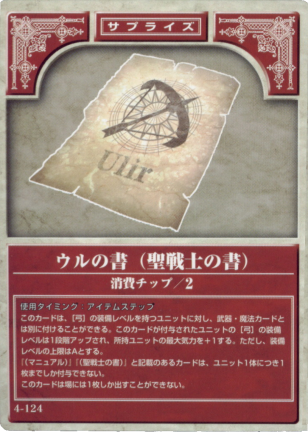 サプライズ
Ullr
ウルの書（聖戦士の書）
消費チップ／2
使用タイミング：アイテムステップ
このカードは、［弓］の装備レベルを持つユニットに対し、武器・魔法カードと
は別に付けることができる。このカードが付与されたユニットの［弓］の装備
レベルは1段階アップされ、所持ユニットの最大気力を＋1する。ただし、装備
レベルの上限はAとする。
『（マニュアル）』『（聖戦士の書）』と記載のあるカードは、ユニット1体につき1
枚までしか付与できない。
このカードは場には1枚しか出すことができない。
4-124